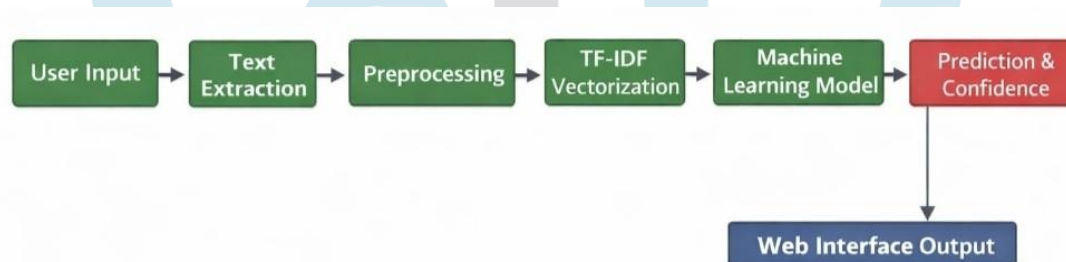 User Input
Text
Extraction
Preprocessing
TF-IDF
Vectorization
Machine
Learning Model
Prediction &
Confidence
Web Interface Output